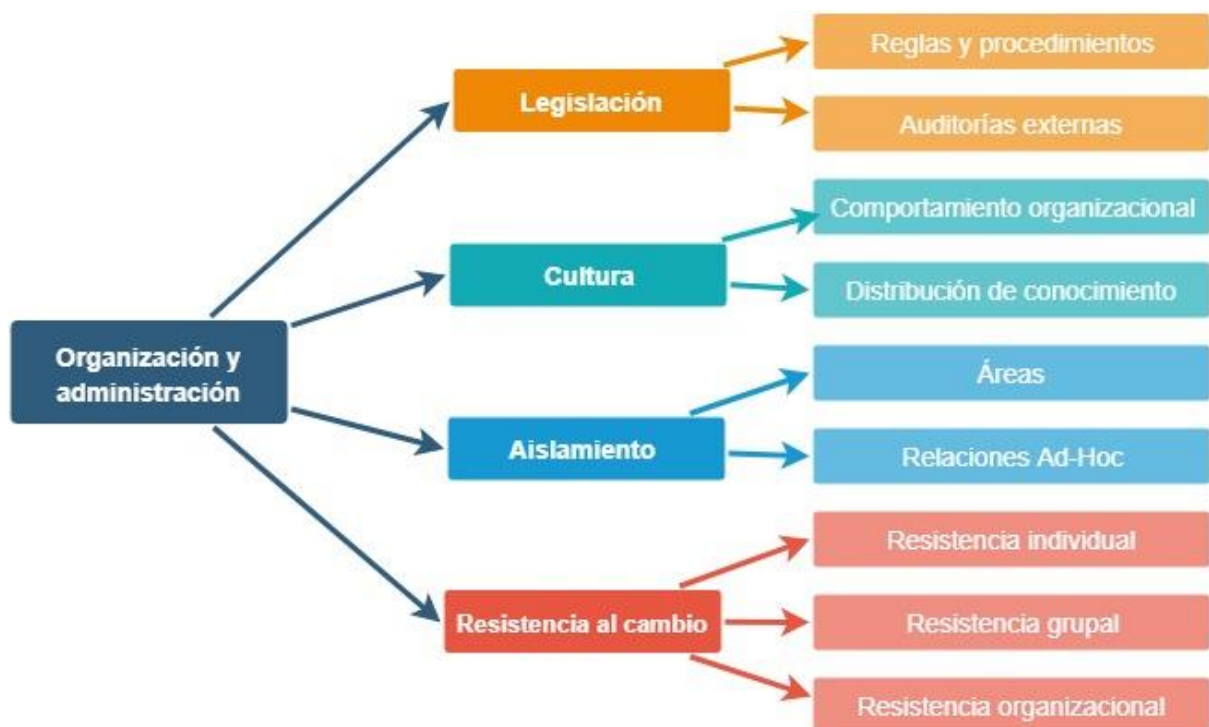 Organización y
administración
Legislación
Reglas y procedimientos
Auditorías externas
Cultura
Comportamiento organizacional
Distribución de conocimiento
Aislamiento
Áreas
Relaciones Ad-Hoc
Resistencia al cambio
Resistencia individual
Resistencia grupal
Resistencia organizacional